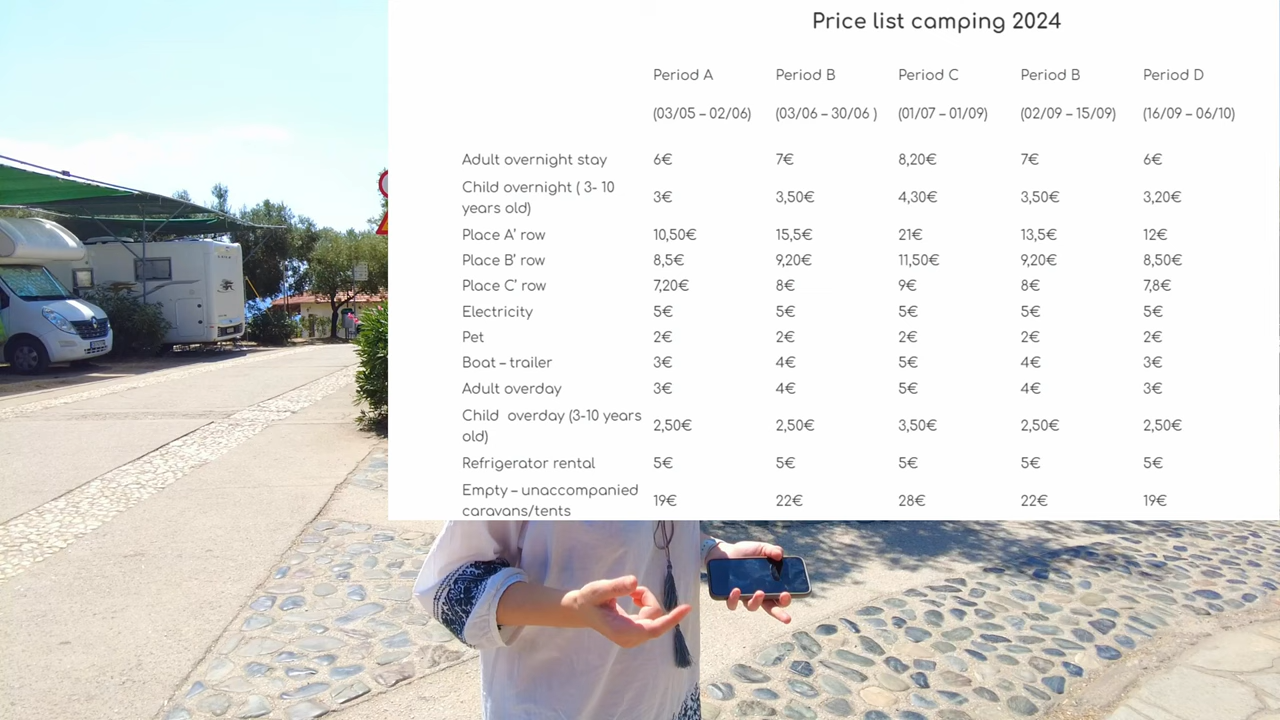 Price list camping 2024
Period A Period B Period C Period B Period D
(03/05 – 02/06) (03/06 – 30/06 ) (01/07 – 01/09) (02/09 – 15/09) (16/09 – 06/10)
Adult overnight stay 6€ 7€ 8,20€ 7€ 6€
Child overnight ( 3- 10
years old) 3€ 3,50€ 4,30€ 3,50€ 3,20€
Place A’ row 10,50€ 15,5€ 21€ 13,5€ 12€
Place B’ row 8,5€ 9,20€ 11,50€ 9,20€ 8,50€
Place C’ row 7,20€ 8€ 9€ 8€ 7,8€
Electricity 5€ 5€ 5€ 5€ 5€
Pet 2€ 2€ 2€ 2€ 2€
Boat – trailer 3€ 4€ 5€ 4€ 3€
Adult overday 3€ 4€ 5€ 4€ 3€
Child overday (3-10 years
old) 2,50€ 2,50€ 3,50€ 2,50€ 2,50€
Refrigerator rental 5€ 5€ 5€ 5€ 5€
Empty – unaccompanied
caravans/tents 19€ 22€ 28€ 22€ 19€